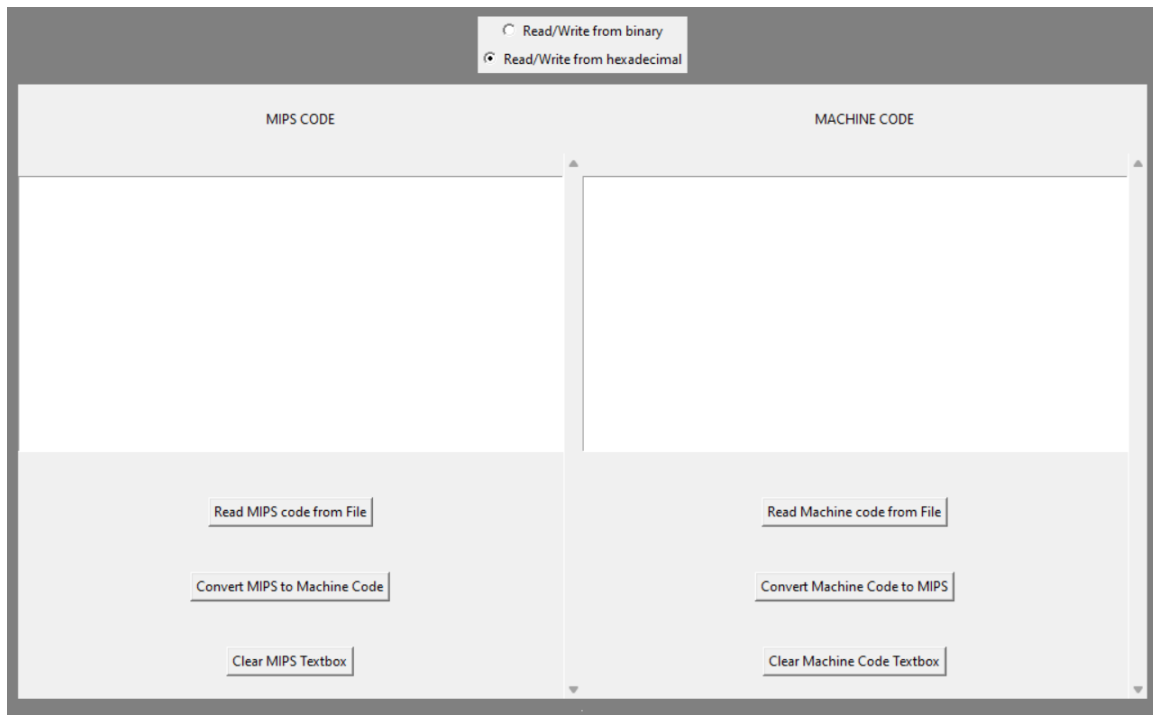 Read/Write from binary
Read/Write from hexadecimal
MIPS CODE
MACHINE CODE
Read MIPS code from File
Read Machine code from File
Convert MIPS to Machine Code
Convert Machine Code to MIPS
Clear MIPS Textbox
Clear Machine Code Textbox